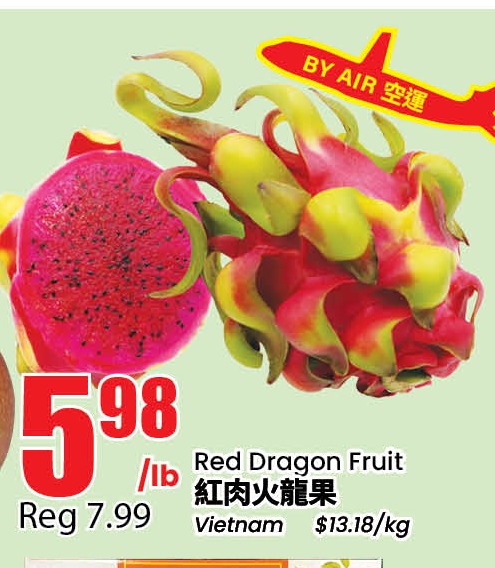 BY AIR 空運
5.98
/lb
Reg 7.99
Red Dragon Fruit
紅肉火龍果
Vietnam $13.18/kg